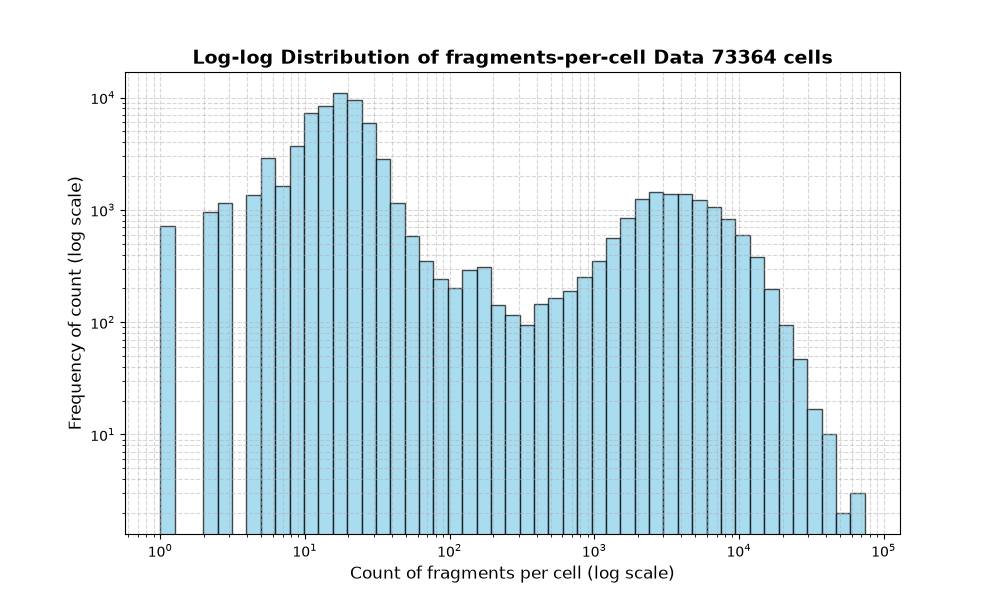 Log-log Distribution of fragments-per-cell Data 73364 cells
Frequency of count (log scale)
10⁴
10³
10²
10¹
10⁰ 10¹ 10² 10³ 10⁴ 10⁵
Count of fragments per cell (log scale)